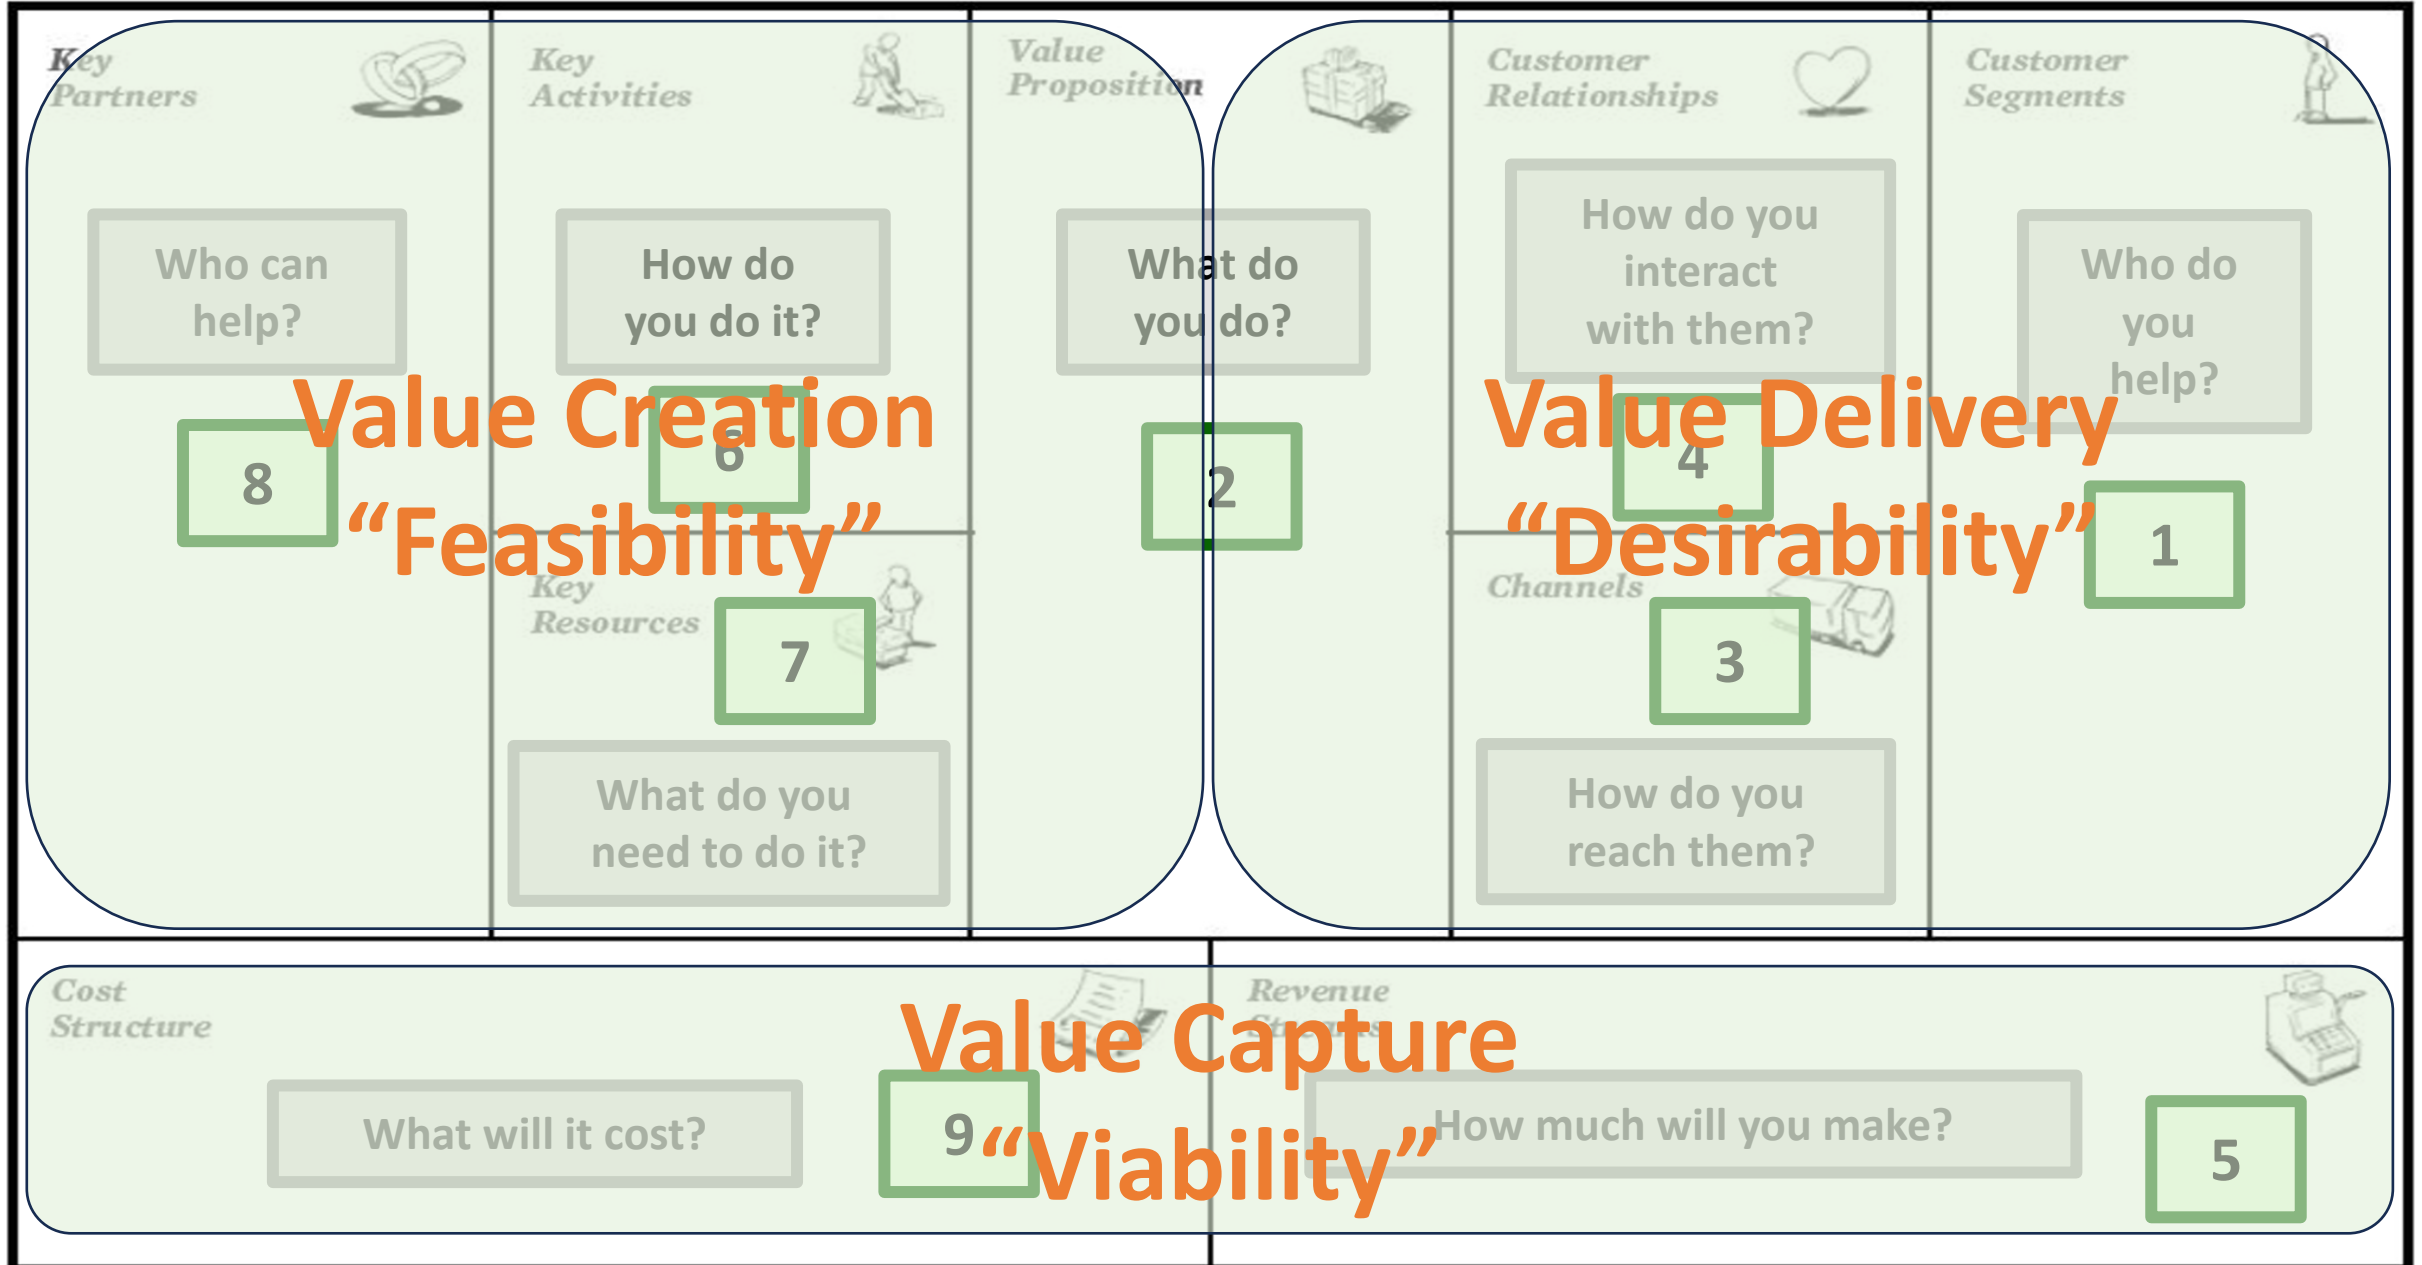 Key
Partners
Who can
help?
8
Key
Activities
How do
you do it?
6
Key
Resources
7
What do you
need to do it?
Value
Proposition
What do
you do?
2
Customer
Relationships
How do you
interact
with them?
4
Channels
3
How do you
reach them?
Customer
Segments
Who do
you
help?
1
Value Creation
“Feasibility”
Value Delivery
“Desirability”
Cost
Structure
What will it cost?
9
Revenue
Streams
How much will you make?
5
Value Capture
“Viability”